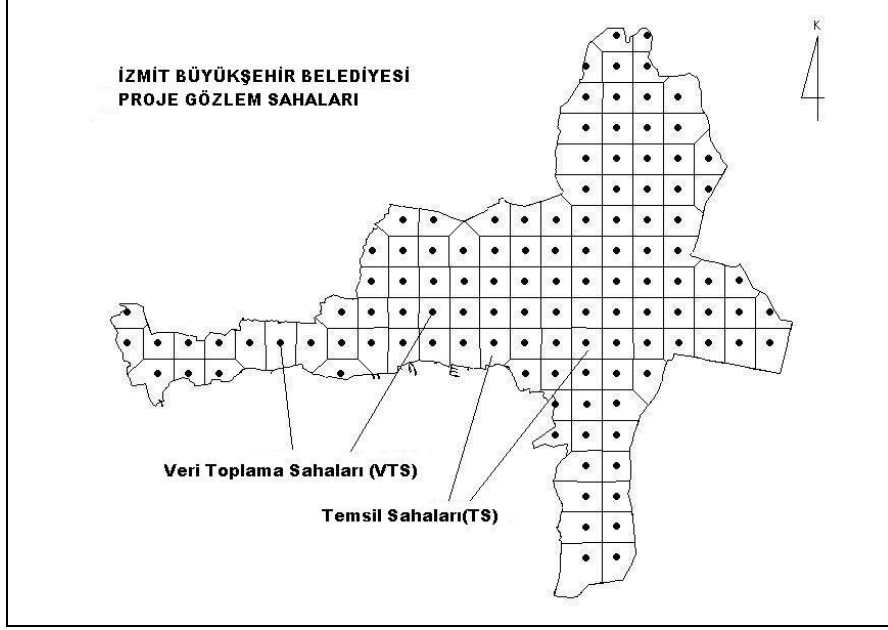 İZMİT BÜYÜKŞEHİR BELEDİYESİ
PROJE GÖZLEM SAHALARI
K
Veri Toplama Sahaları (VTS)
Temsil Sahaları(TS)